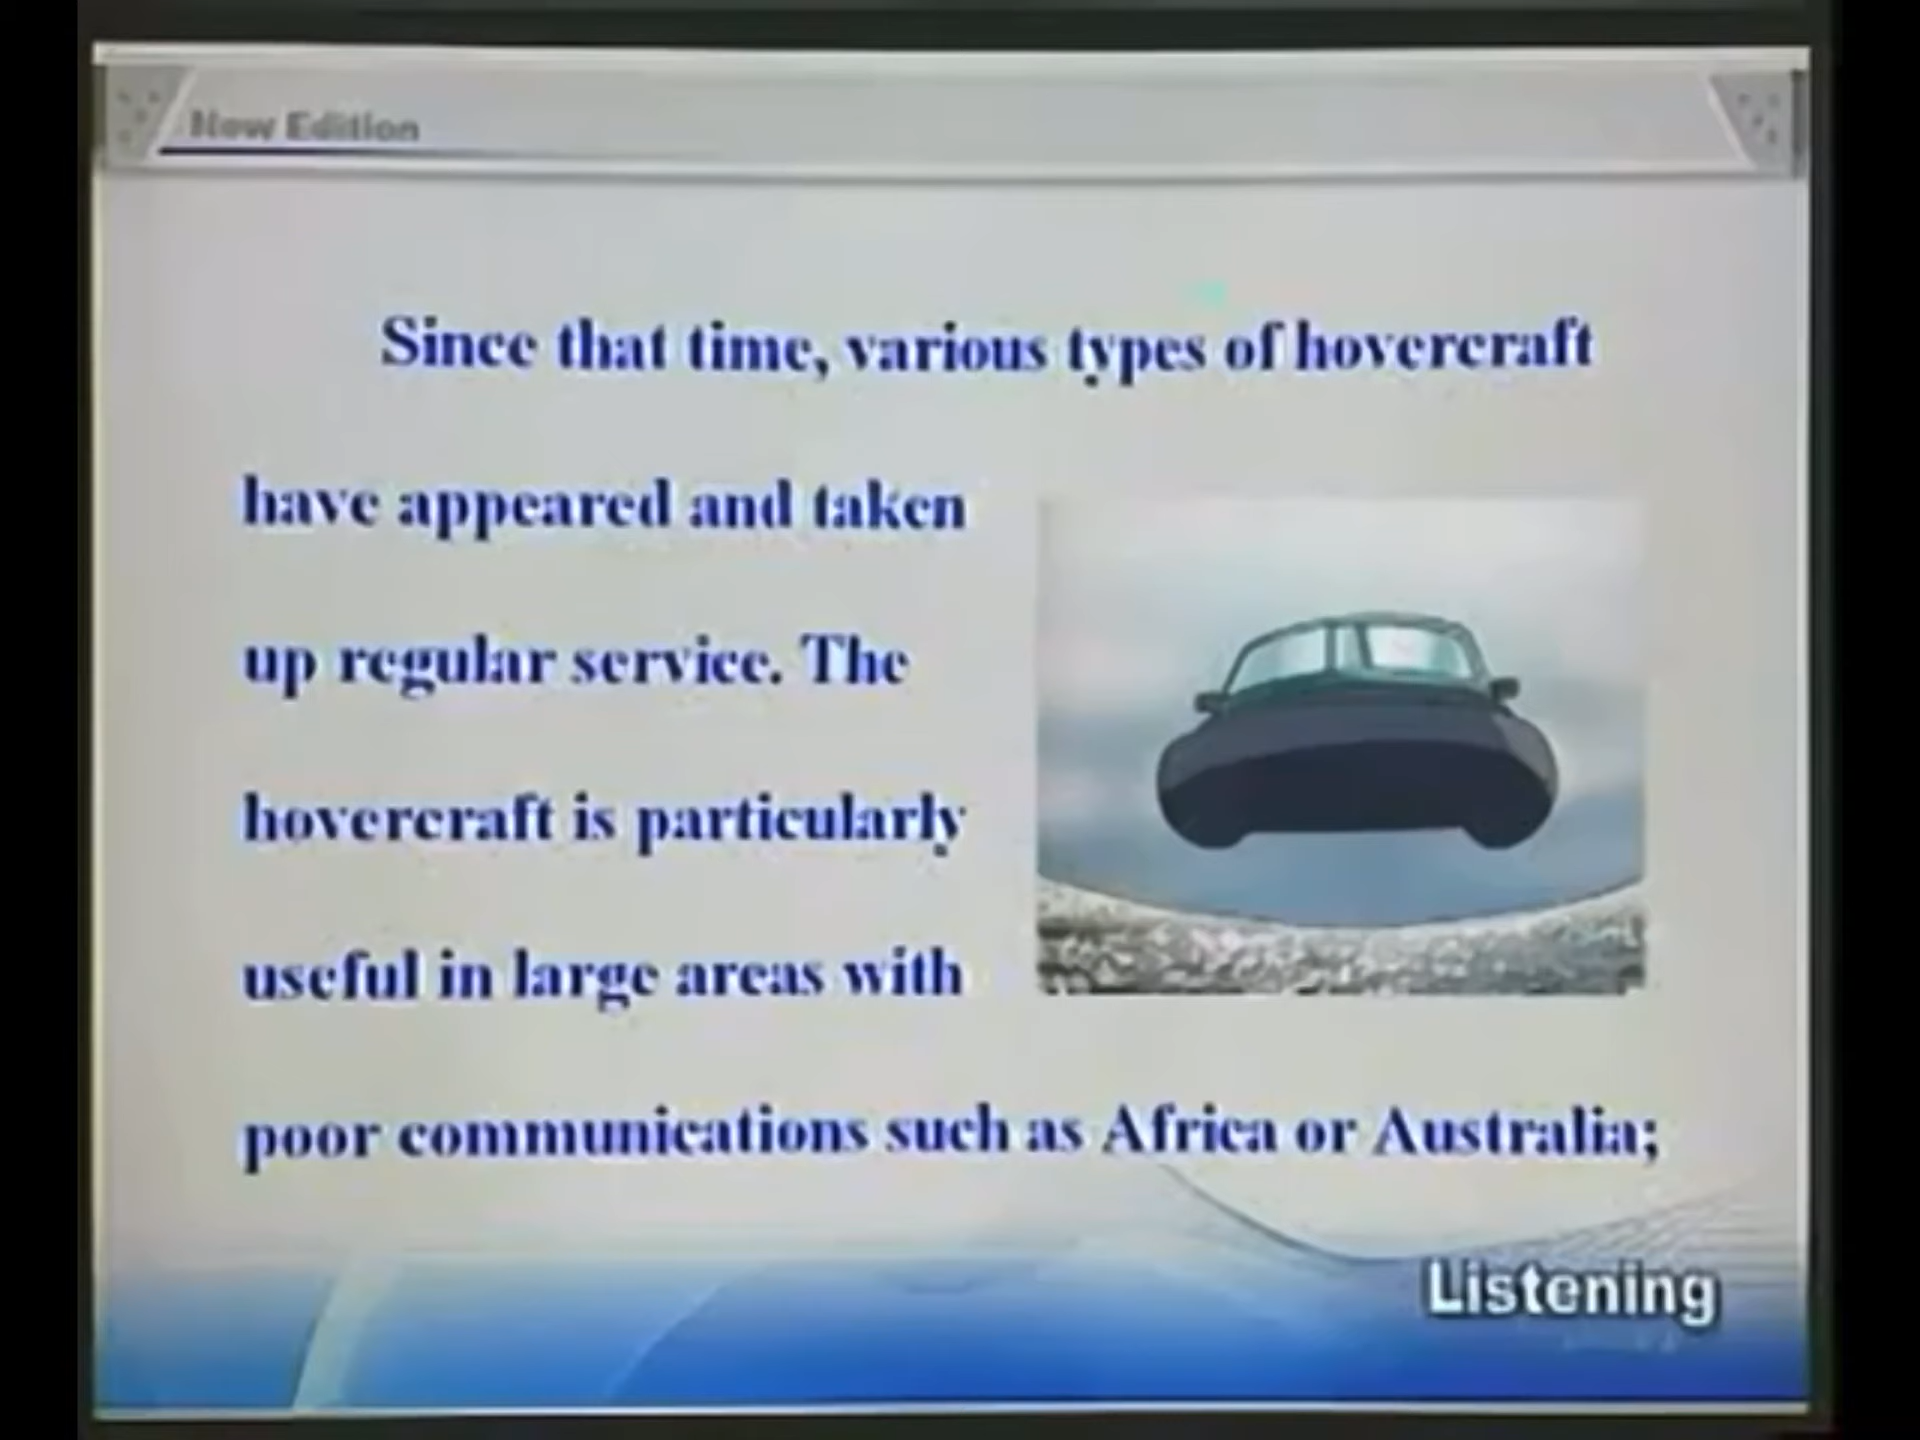 New Edition
Since that time, various types of hovercraft
have appeared and taken
up regular service. The
hovercraft is particularly
useful in large areas with
poor communications such as Africa or Australia;
Listening